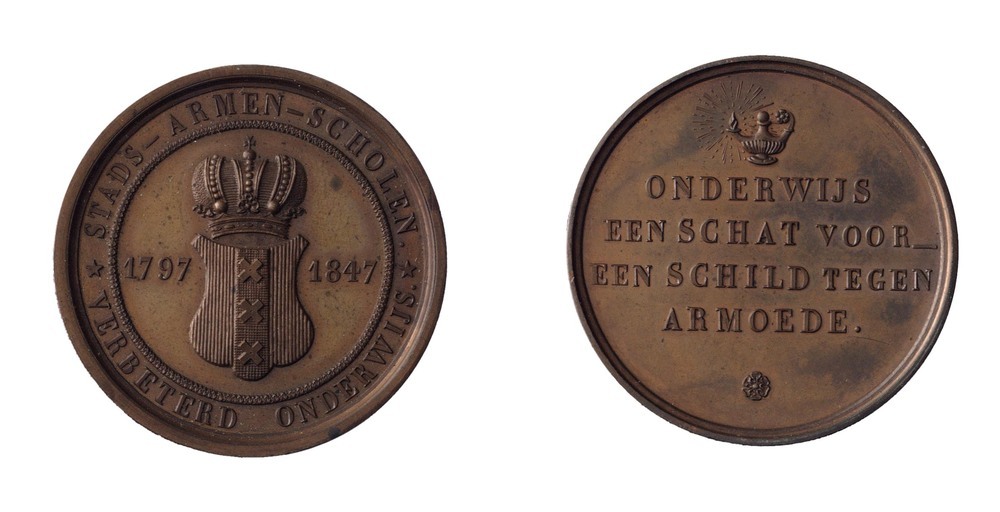 STADS-ARMEN-SCHOLEN.
★ VERBETERD ONDERWIJS. ★
1797 1847
ONDERWIJS
EEN SCHAT VOOR_
EEN SCHILD TEGEN
ARMOEDE.